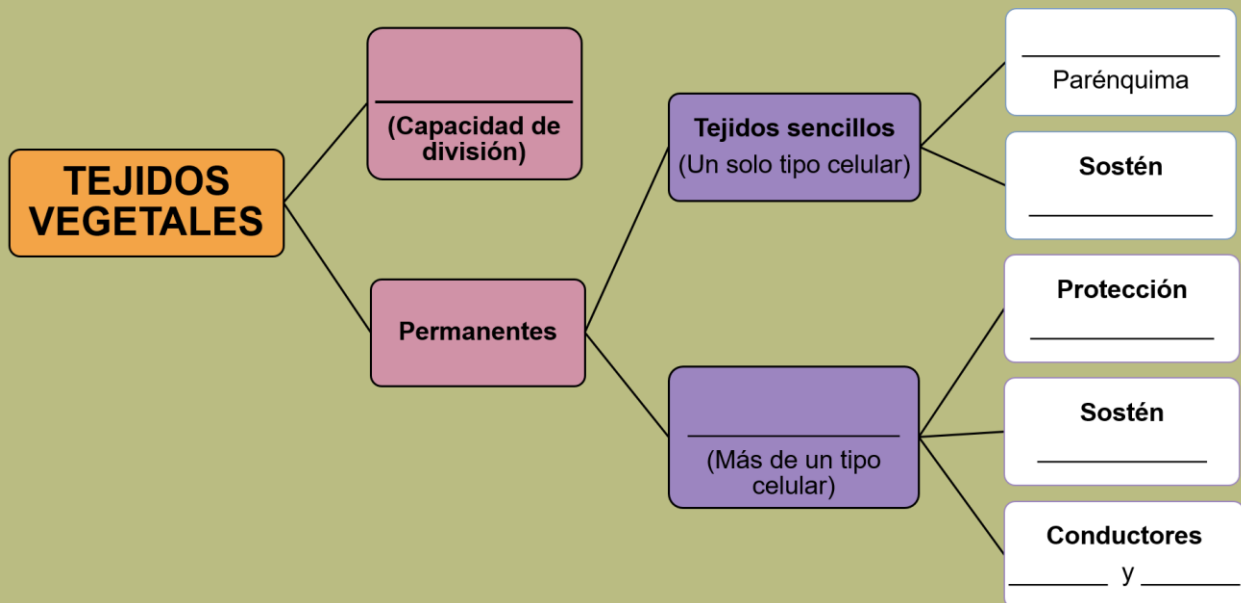 TEJIDOS
VEGETALES
(Capacidad de
división)
Permanentes
Tejidos sencillos
(Un solo tipo celular)
(Más de un tipo
celular)
Parénquima
Sostén
Protección
Sostén
Conductores
y